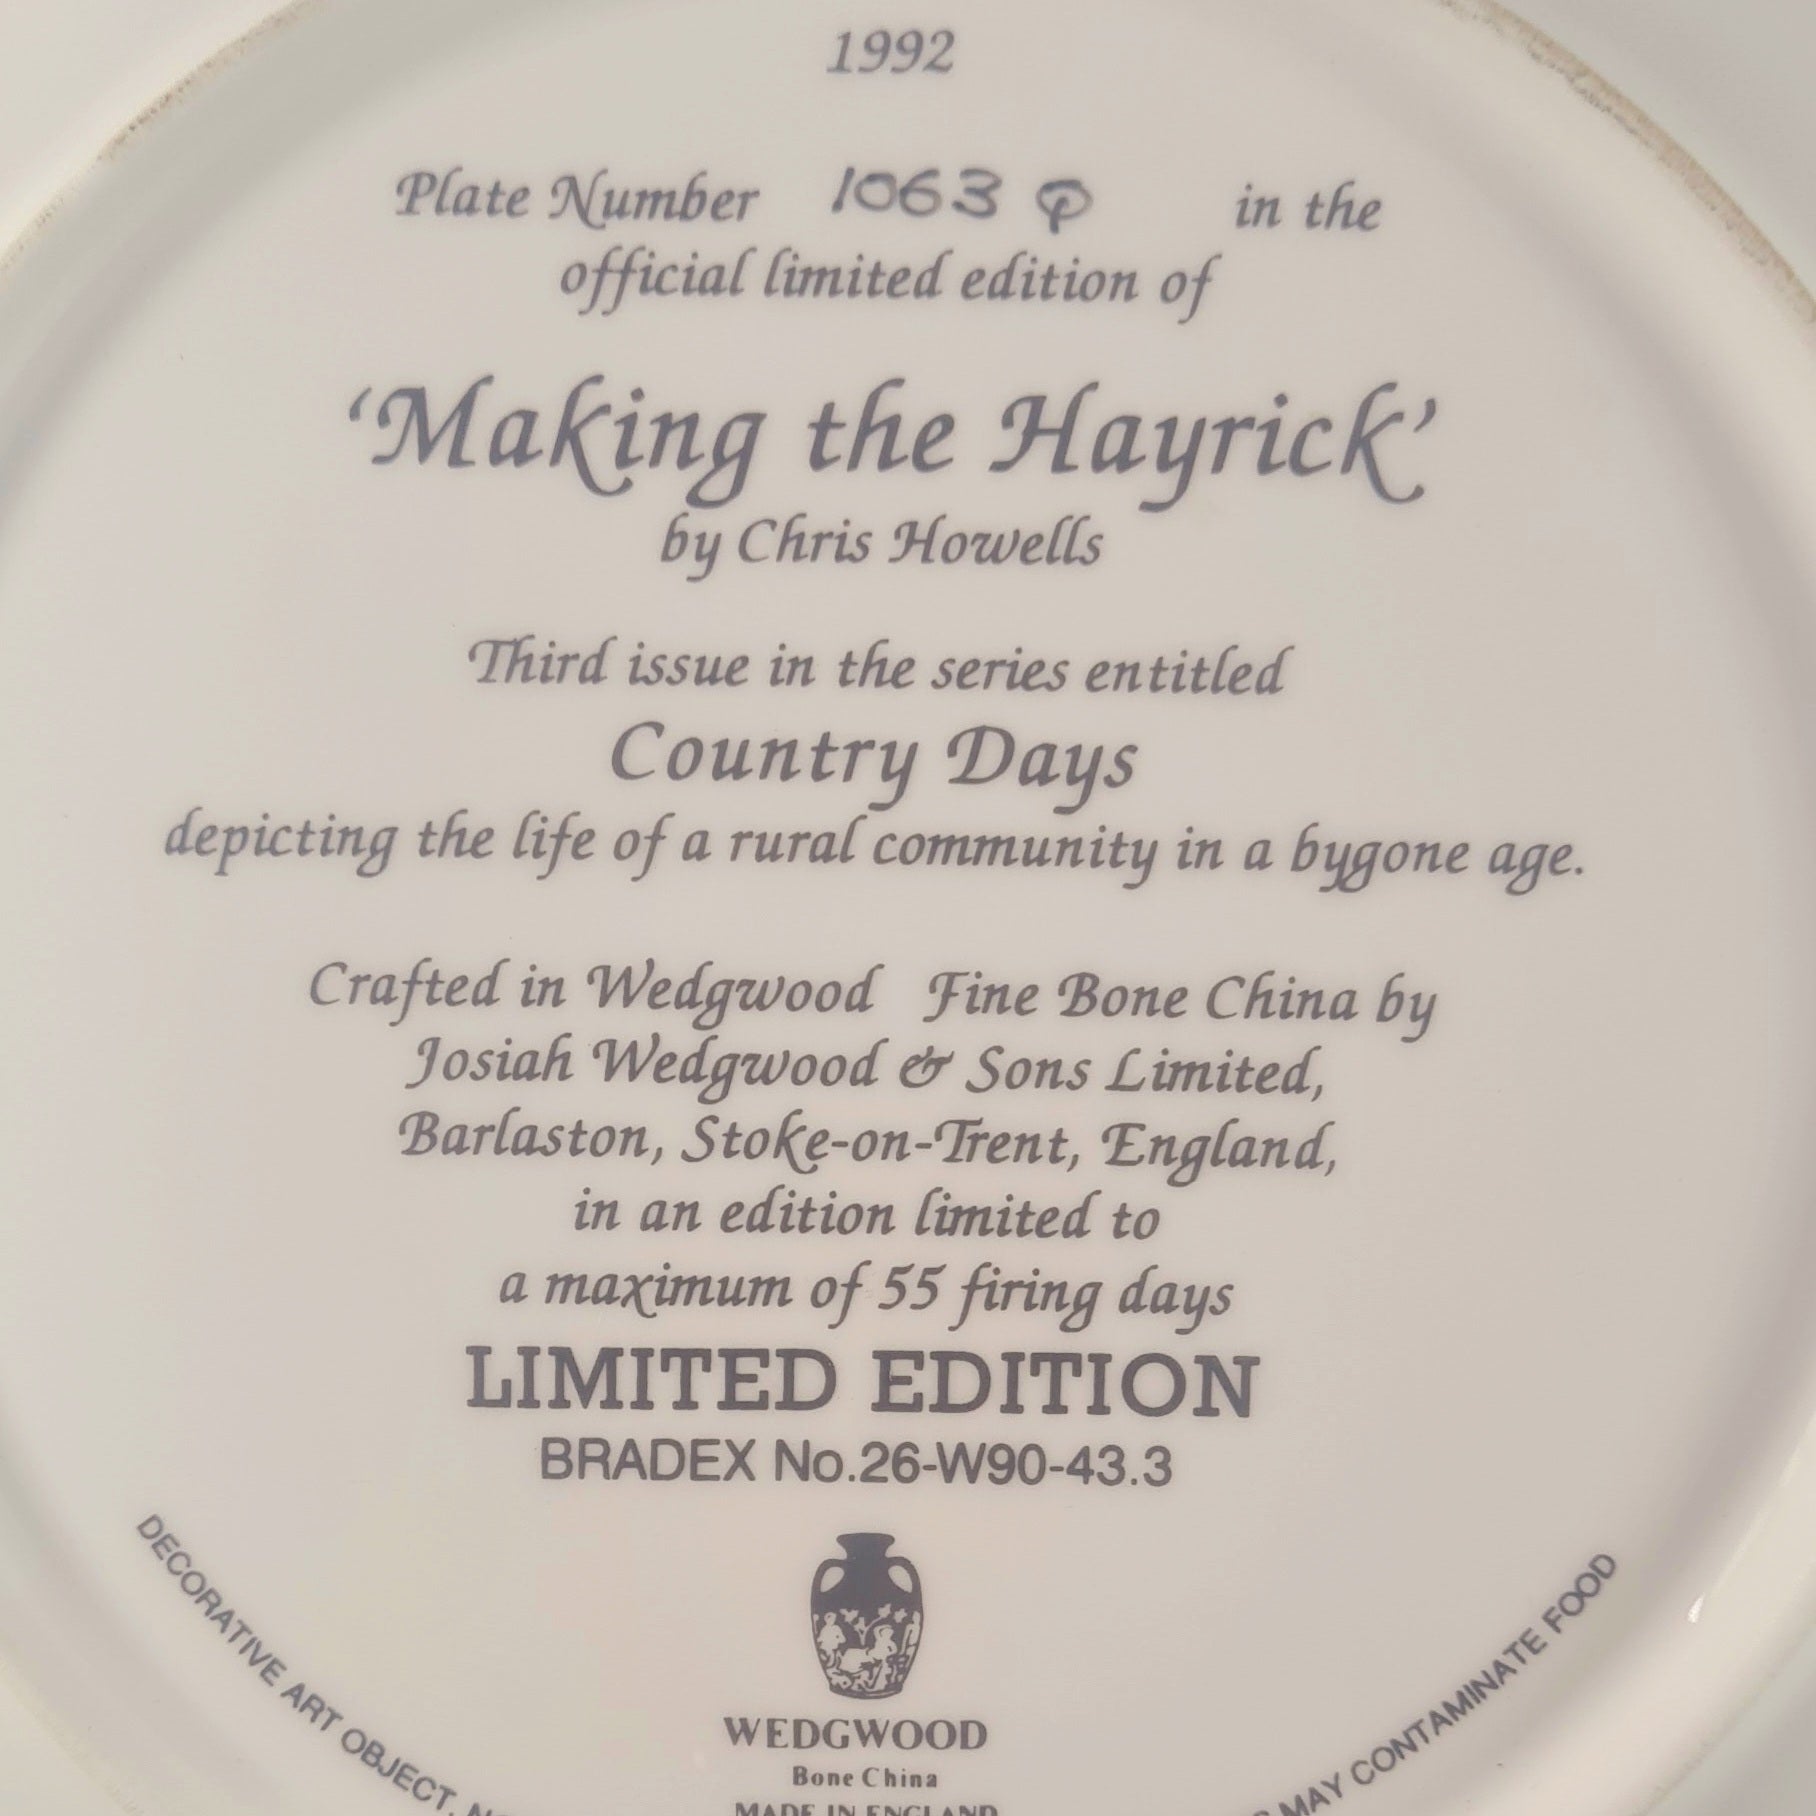 1992
Plate Number 1063 P in the
official limited edition of
‘Making the Hayrick’
by Chris Howells
Third issue in the series entitled
Country Days
depicting the life of a rural community in a bygone age.
Crafted in Wedgwood Fine Bone China by
Josiah Wedgwood & Sons Limited,
Barlaston, Stoke-on-Trent, England,
in an edition limited to
a maximum of 55 firing days
LIMITED EDITION
BRADEX No.26-W90-43.3
WEDGWOOD
Bone China
MADE IN ENGLAND
DECORATIVE ART OBJECT.
MAY CONTAMINATE FOOD